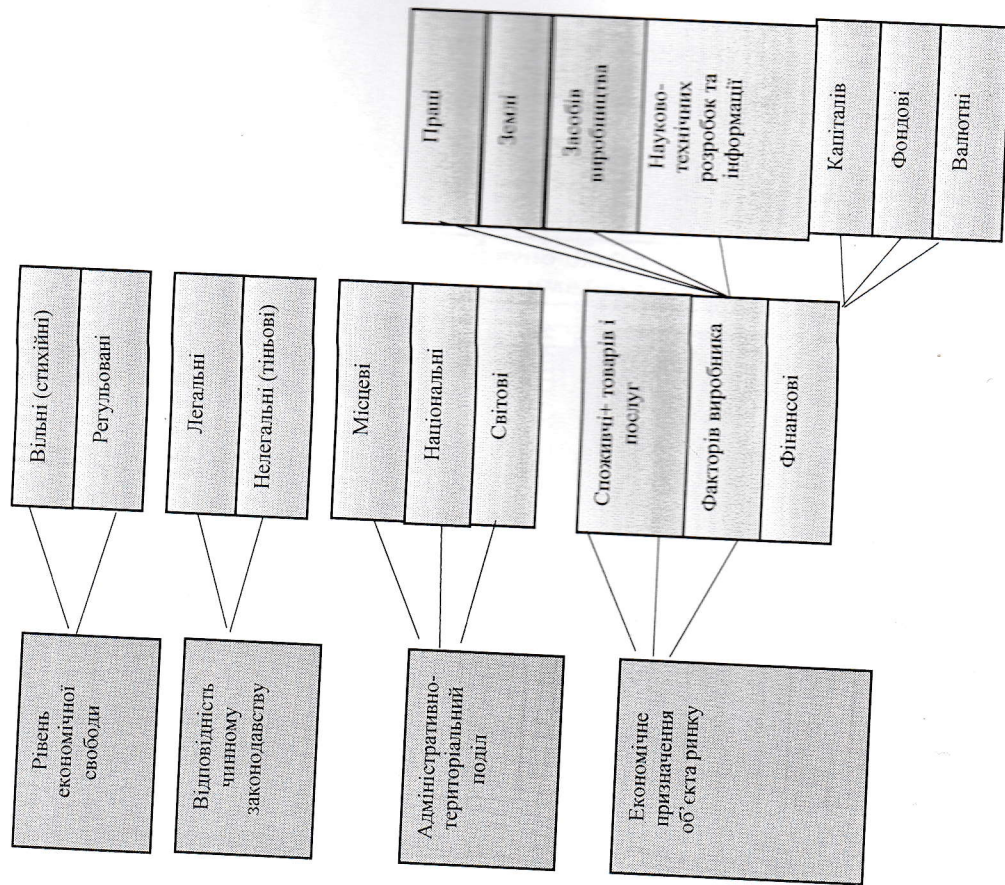 Рівень
економічної
свободи
Вільні (стихійні)
Регульовані
Відповідність
чинному
законодавству
Легальні
Нелегальні (тіньові)
Адміністративно-
територіальний
поділ
Місцеві
Національні
Світові
Економічне
призначення
об’єкта ринку
Споживчі+ товарів і
послуг
Факторів виробника
Фінансові
Праці
Землі
Засобів
виробництва
Науково-
технічних
розробок та
інформації
Капіталів
Фондові
Валютні